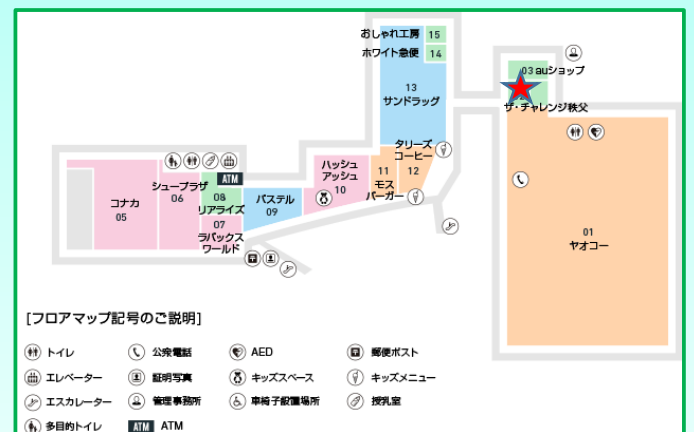 おしゃれ工房 15
ホワイト急便 14
13
サンドラッグ
03 auショップ
ザ・チャレンジ秩父
タリーズ
コーヒー
12
11
モス
バーガー
ハッシュ
アッシュ
10
パステル
09
ATM
08
リアライズ
07
ラパックス
ワールド
シュープラザ
06
コナカ
05
01
ヤオコー
[フロアマップ記号のご説明]
トイレ 公衆電話 AED 郵便ポスト
エレベーター 証明写真 キッズスペース キッズメニュー
エスカレーター 管理事務所 車椅子設置場所 授乳室
多目的トイレ ATM ATM